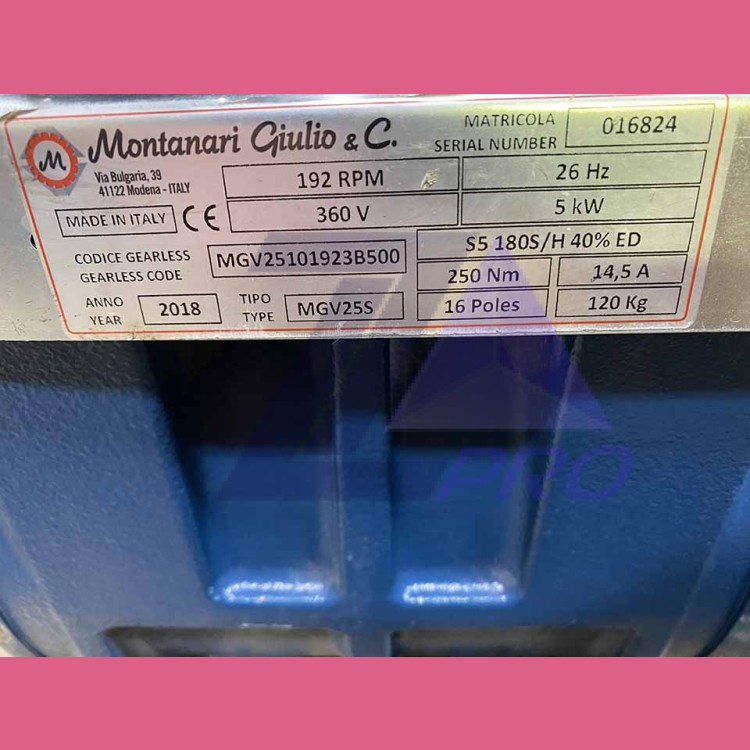 M Montanari Giulio & C.
Via Bulgaria, 39
41122 Modena - ITALY
MATRICOLA
SERIAL NUMBER 016824
192 RPM 26 Hz
MADE IN ITALY CE 360 V 5 kW
CODICE GEARLESS
GEARLESS CODE MGV25101923B500 S5 180S/H 40% ED
250 Nm 14,5 A
ANNO
YEAR 2018 TIPO
TYPE MGV25S 16 Poles 120 Kg
PRO